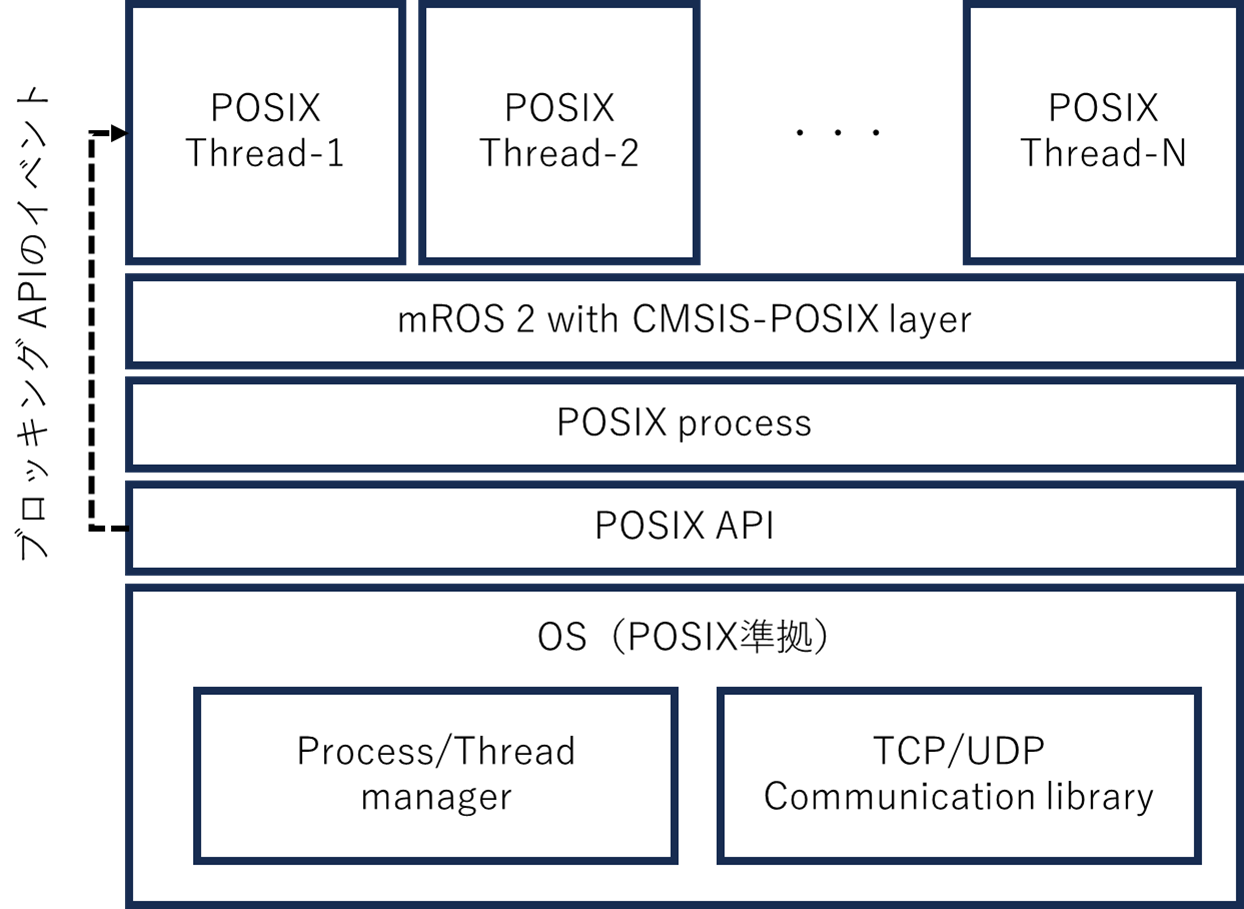 ブロッキング APIのイベント
POSIX
Thread-1
POSIX
Thread-2
・・・
POSIX
Thread-N
mROS 2 with CMSIS-POSIX layer
POSIX process
POSIX API
OS（POSIX準拠）
Process/Thread
manager
TCP/UDP
Communication library